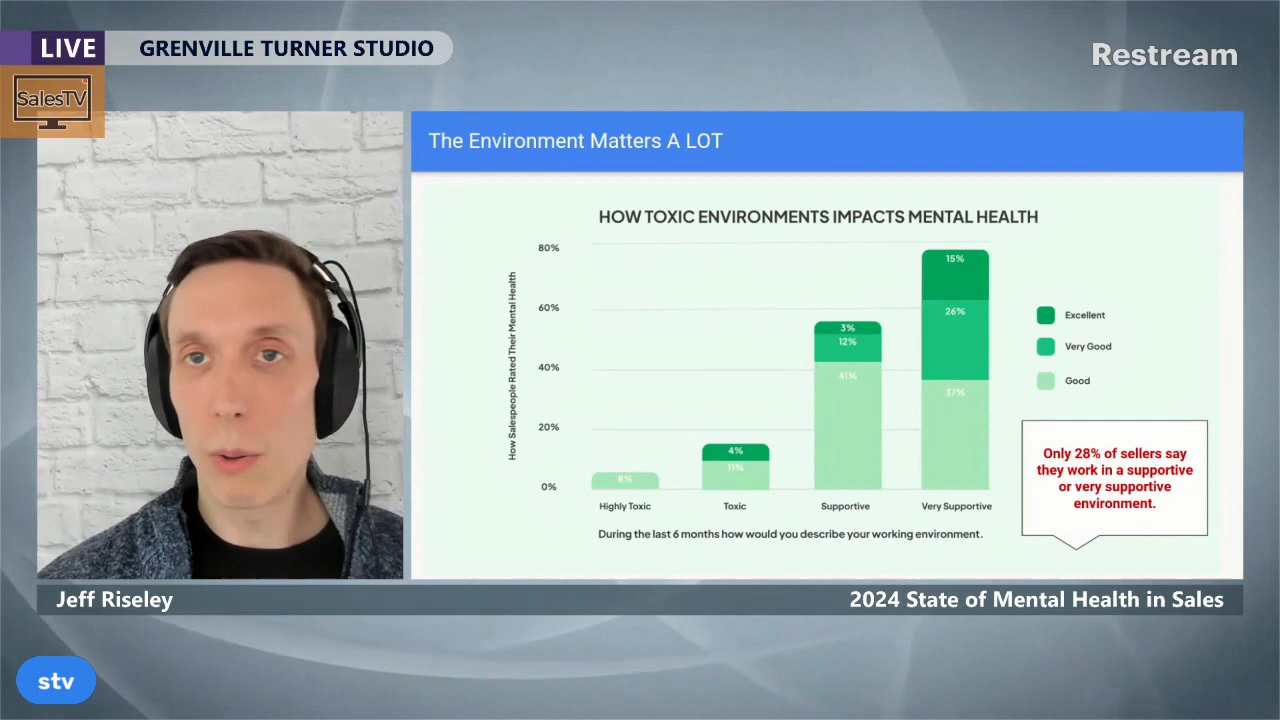 LIVE
GRENVILLE TURNER STUDIO
Restream
SalesTV
The Environment Matters A LOT
HOW TOXIC ENVIRONMENTS IMPACTS MENTAL HEALTH
How Salespeople Rated Their Mental Health
80%
60%
40%
20%
0%
8%
4%
11%
3%
12%
41%
15%
26%
37%
Highly Toxic
Toxic
Supportive
Very Supportive
During the last 6 months how would you describe your working environment.
Excellent
Very Good
Good
Only 28% of sellers say
they work in a supportive
or very supportive
environment.
Jeff Riseley
2024 State of Mental Health in Sales
stv